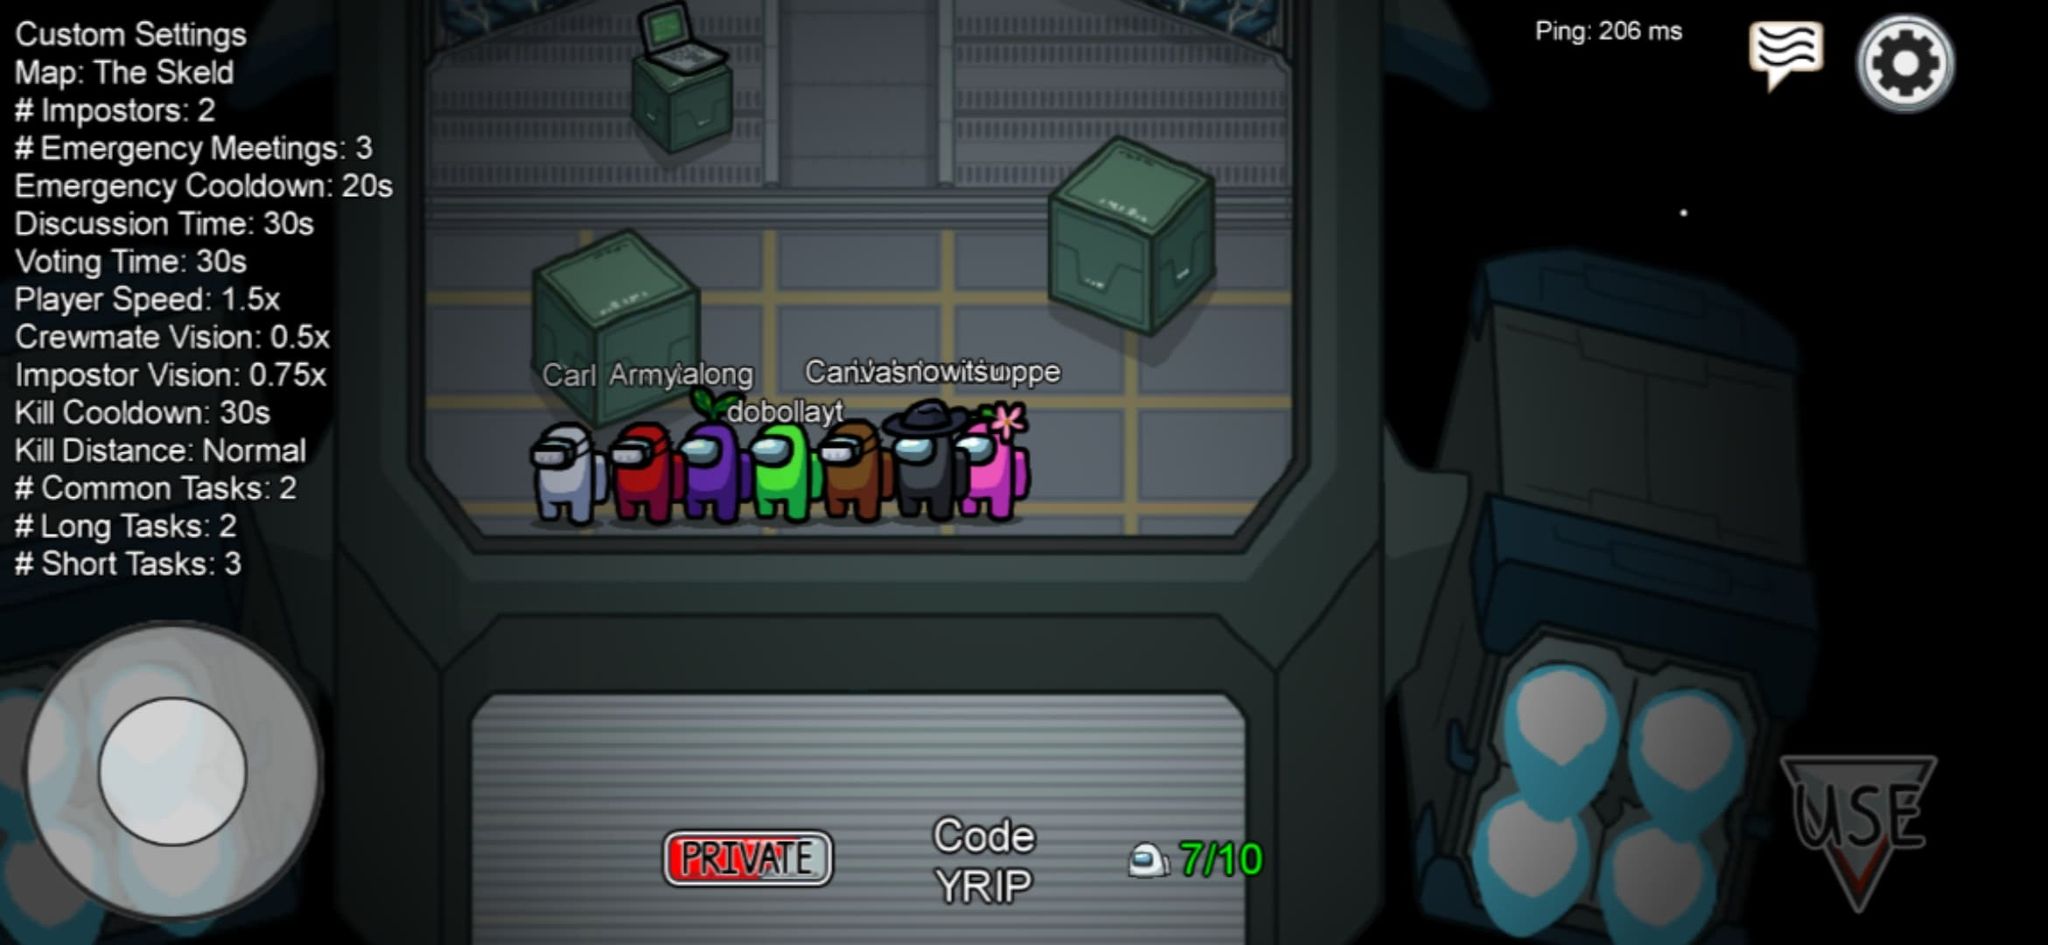 Custom Settings
Map: The Skeld
# Impostors: 2
# Emergency Meetings: 3
Emergency Cooldown: 20s
Discussion Time: 30s
Voting Time: 30s
Player Speed: 1.5x
Crewmate Vision: 0.5x
Impostor Vision: 0.75x
Kill Cooldown: 30s
Kill Distance: Normal
# Common Tasks: 2
# Long Tasks: 2
# Short Tasks: 3
Ping: 206 ms
Carl
dobollayt
PRIVATE
Code
YRIP
7/10
USE